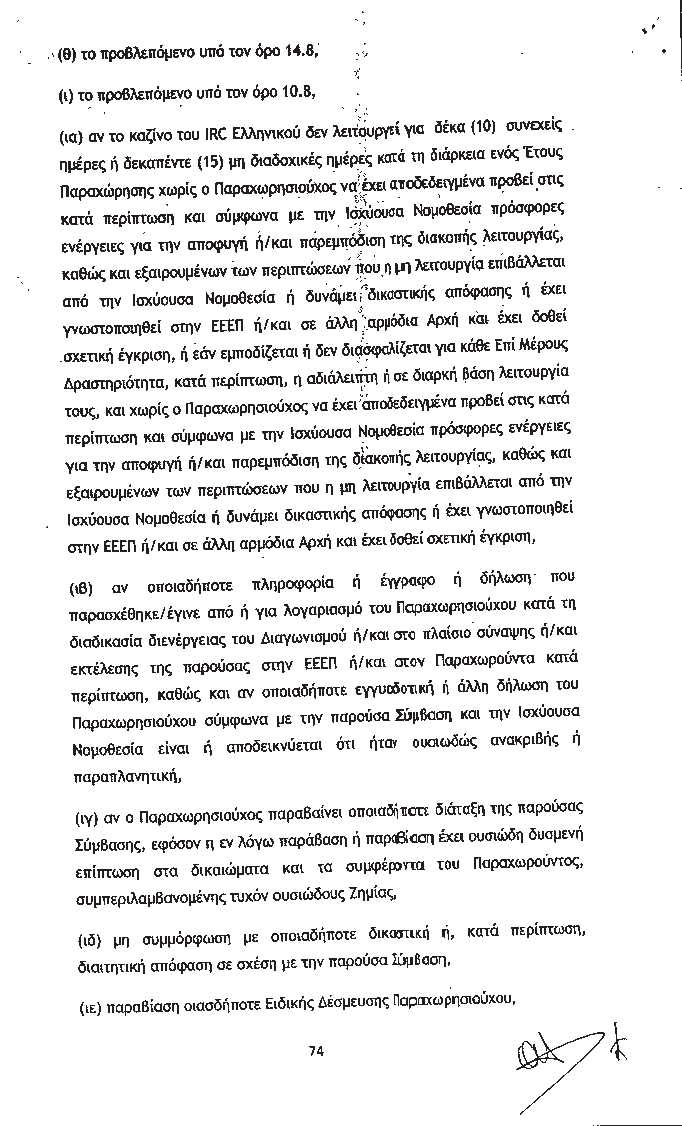 (θ) το προβλεπόμενο υπό τον όρο 14.8,
(ι) το προβλεπόμενο υπό τον όρο 10.8,
(ια) αν το καζίνο του IRC Ελληνικού δεν λειτουργεί για δέκα (10) συνεχείς
ημέρες ή δεκαπέντε (15) μη διαδοχικές ημέρες κατά τη διάρκεια ενός Έτους
Παραχώρησης χωρίς ο Παραχωρησιούχος να έχει αποδεδειγμένα προβεί στις
κατά περίπτωση και σύμφωνα με την Ισχύουσα Νομοθεσία πρόσφορες
ενέργειες για την αποφυγή ή/και παρεμπόδιση της διακοπής λειτουργίας,
καθώς και εξαιρουμένων των περιπτώσεων που η μη λειτουργία επιβάλλεται
από την Ισχύουσα Νομοθεσία ή δυνάμει δικαστικής απόφασης ή έχει
γνωστοποιηθεί στην ΕΕΕΠ ή/και σε άλλη αρμόδια Αρχή και έχει δοθεί
σχετική έγκριση, ή εάν εμποδίζεται ή δεν διασφαλίζεται για κάθε Επί Μέρους
Δραστηριότητα, κατά περίπτωση, η αδιάλειπτη ή σε διαρκή βάση λειτουργία
τους, και χωρίς ο Παραχωρησιούχος να έχει αποδεδειγμένα προβεί στις κατά
περίπτωση και σύμφωνα με την Ισχύουσα Νομοθεσία πρόσφορες ενέργειες
για την αποφυγή ή/και παρεμπόδιση της διακοπής λειτουργίας, καθώς και
εξαιρουμένων των περιπτώσεων που η μη λειτουργία επιβάλλεται από την
Ισχύουσα Νομοθεσία ή δυνάμει δικαστικής απόφασης ή έχει γνωστοποιηθεί
στην ΕΕΕΠ ή/και σε άλλη αρμόδια Αρχή και έχει δοθεί σχετική έγκριση,
(ιβ) αν οποιαδήποτε πληροφορία ή έγγραφο ή δήλωση που
παρασχέθηκε/έγινε από ή για λογαριασμό του Παραχωρησιούχου κατά τη
διαδικασία διενέργειας του Διαγωνισμού ή/και στο πλαίσιο σύναψης ή/και
εκτέλεσης της παρούσας στην ΕΕΕΠ ή/και στον Παραχωρούντα κατά
περίπτωση, καθώς και αν οποιαδήποτε εγγυοδοτική ή άλλη δήλωση του
Παραχωρησιούχου σύμφωνα με την παρούσα Σύμβαση και την Ισχύουσα
Νομοθεσία είναι ή αποδεικνύεται ότι ήταν ουσιωδώς ανακριβής ή
παραπλανητική,
(ιγ) αν ο Παραχωρησιούχος παραβαίνει οποιαδήποτε διάταξη της παρούσας
Σύμβασης, εφόσον η εν λόγω παράβαση ή παραβίαση έχει ουσιώδη δυσμενή
επίπτωση στα δικαιώματα και τα συμφέροντα του Παραχωρούντος,
συμπεριλαμβανομένης τυχόν ουσιώδους Ζημίας,
(ιδ) μη συμμόρφωση με οποιαδήποτε δικαστική ή, κατά περίπτωση,
διαιτητική απόφαση σε σχέση με την παρούσα Σύμβαση,
(ιε) παραβίαση οιασδήποτε Ειδικής Δέσμευσης Παραχωρησιούχου,
74